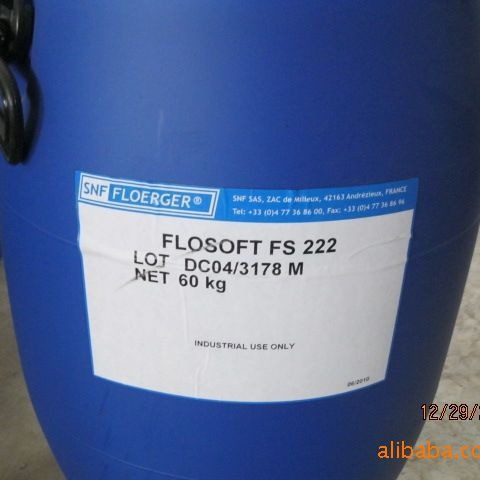 SNF FLOERGER®
SNF SAS, ZAC de Milieux, 42163 Andrézieux, FRANCE
Tel: +33 (0)4 77 36 86 00, Fax: +33 (0)4 77 36 86 96
FLOSOFT FS 222
LOT DC04/3178 M
NET 60 kg
INDUSTRIAL USE ONLY
06/2010
12/29/2
alibaba.co